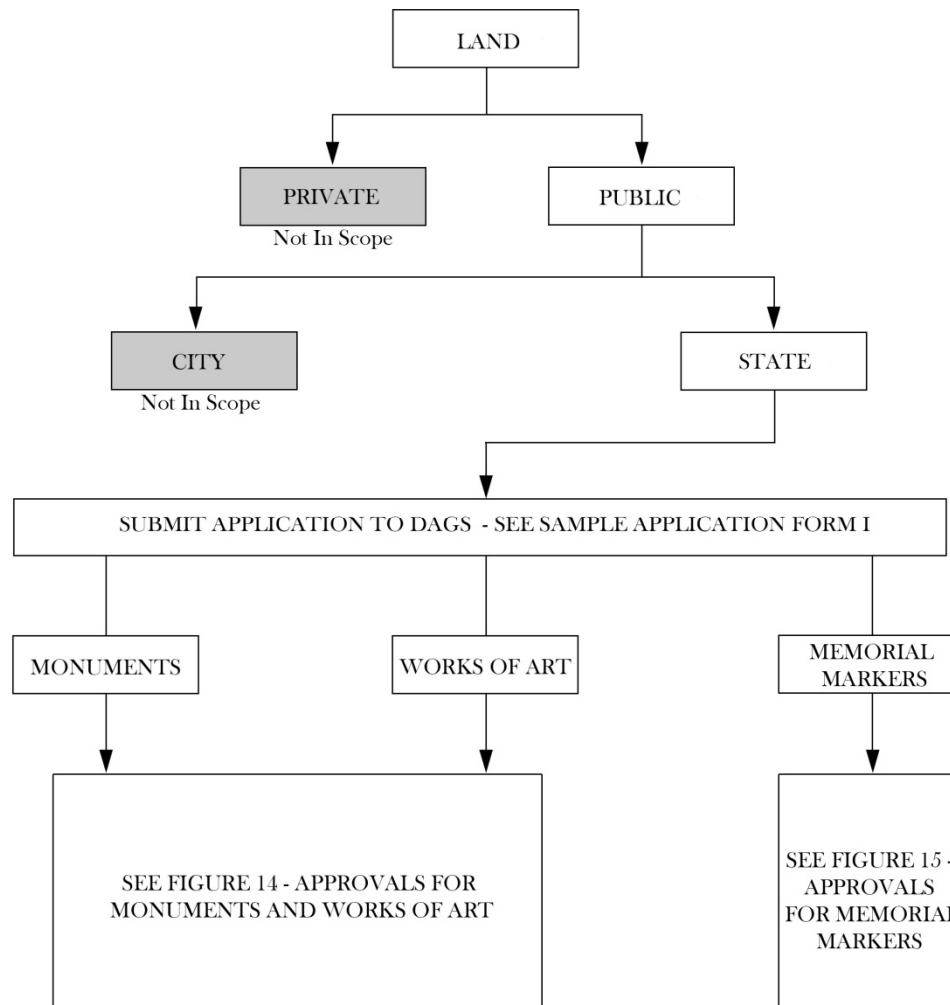 LAND
PRIVATE
PUBLIC
Not In Scope
CITY
STATE
Not In Scope
SUBMIT APPLICATION TO DAGS - SEE SAMPLE APPLICATION FORM I
MONUMENTS
WORKS OF ART
MEMORIAL
MARKERS
SEE FIGURE 14 - APPROVALS FOR
MONUMENTS AND WORKS OF ART
SEE FIGURE 15 -
APPROVALS
FOR MEMORIAL
MARKERS